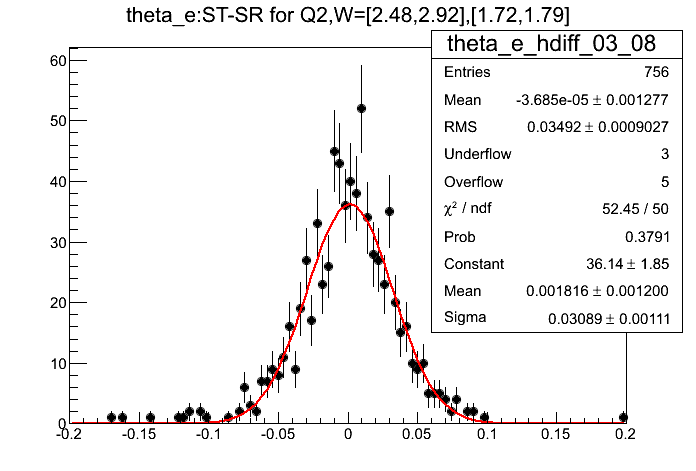 theta_e:ST-SR for Q2,W=[2.48,2.92],[1.72,1.79]
theta_e_hdiff_03_08
Entries 756
Mean -3.685e-05 ± 0.001277
RMS 0.03492 ± 0.0009027
Underflow 3
Overflow 5
χ² / ndf 52.45 / 50
Prob 0.3791
Constant 36.14 ± 1.85
Mean 0.001816 ± 0.001200
Sigma 0.03089 ± 0.00111
60
50
40
30
20
10
0
-0.2 -0.15 -0.1 -0.05 0 0.05 0.1 0.15 0.2